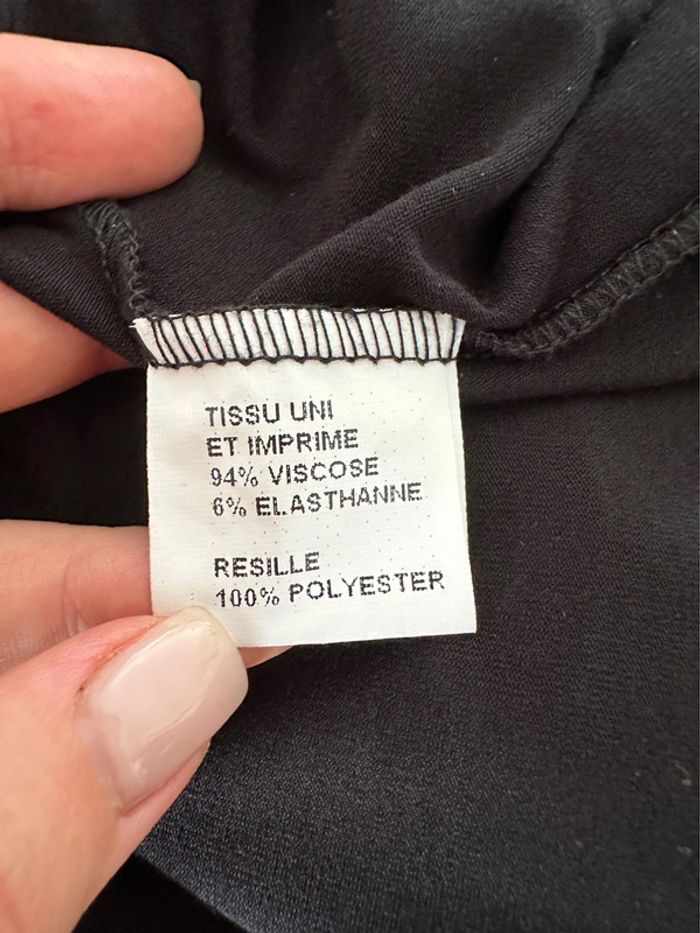 TISSU UNI
ET IMPRIME
94% VISCOSE
6% ELASTHANNE
RESILLE
100% POLYESTER